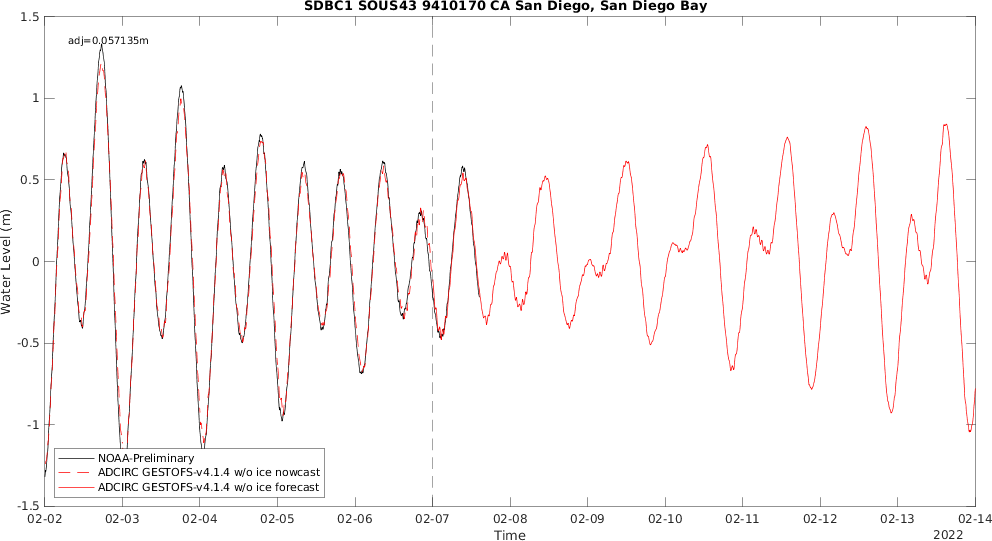 SDBC1 SOUS43 9410170 CA San Diego, San Diego Bay
adj=0.057135m
1.5
1
0.5
0
-0.5
-1
-1.5
Water Level (m)
NOAA-Preliminary
ADCIRC GESTOFS-v4.1.4 w/o ice nowcast
ADCIRC GESTOFS-v4.1.4 w/o ice forecast
02-02 02-03 02-04 02-05 02-06 02-07 02-08 02-09 02-10 02-11 02-12 02-13 02-14
Time
2022